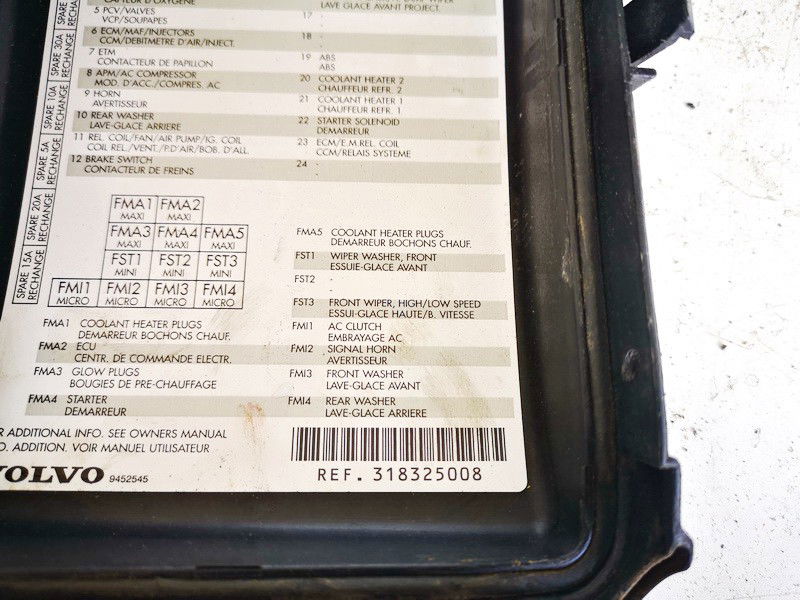 CAPTEUR D'OXYGENE
5 PCV/VALVES
VCP/SOUPAPES
6 ECM/MAF/INJECTORS
CCM/DEBITMETRE D'AIR/INJECT.
7 ETM
CONTACTEUR DE PAPILLON
8 APM/AC COMPRESSOR
MOD. D'ACC./COMPRES. AC
9 HORN
AVERTISSEUR
10 REAR WASHER
LAVE-GLACE ARRIERE
11 REL. COIL/FAN/AIR PUMP/IG. COIL
COIL REL./VENT./P.D'AIR/BOB. D'ALL.
12 BRAKE SWITCH
CONTACTEUR DE FREINS
LAVE GLACE AVANT PROJECT.
17 -
18 -
19 ABS
ABS
20 COOLANT HEATER 2
CHAUFFEUR REFR. 2
21 COOLANT HEATER 1
CHAUFFEUR REFR. 1
22 STARTER SOLENOID
DEMARREUR
23 ECM/E.M.REL. COIL
CCM/RELAIS SYSTEME
24 -
SPARE 30A
RECHANGE
SPARE 10A
RECHANGE
SPARE 5A
RECHANGE
SPARE 20A
RECHANGE
SPARE 15A
RECHANGE
FMA1 FMA2
MAXI MAXI
FMA3 FMA4 FMA5
MAXI MAXI MAXI
FST1 FST2 FST3
MINI MINI MINI
FMI1 FMI2 FMI3 FMI4
MICRO MICRO MICRO MICRO
FMA1 COOLANT HEATER PLUGS
DEMARREUR BOCHONS CHAUF.
FMA2 ECU
CENTR. DE COMMANDE ELECTR.
FMA3 GLOW PLUGS
BOUGIES DE PRE-CHAUFFAGE
FMA4 STARTER
DEMARREUR
FMA5 COOLANT HEATER PLUGS
DEMARREUR BOCHONS CHAUF.
FST1 WIPER WASHER, FRONT
ESSUIE-GLACE AVANT
FST2 -
FST3 FRONT WIPER, HIGH/LOW SPEED
ESSUI-GLACE HAUTE/B. VITESSE
FMI1 AC CLUTCH
EMBRAYAGE AC
FMI2 SIGNAL HORN
AVERTISSEUR
FMI3 FRONT WASHER
LAVE-GLACE AVANT
FMI4 REAR WASHER
LAVE-GLACE ARRIERE
ADDITIONAL INFO. SEE OWNERS MANUAL
ADDITION. VOIR MANUEL UTILISATEUR
VOLVO 9452545
REF. 318325008